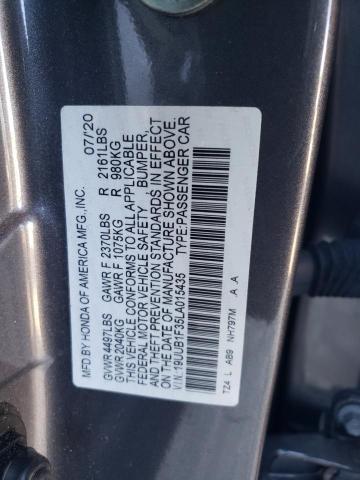 MFD BY HONDA OF AMERICA MFG., INC. 07/20
GVWR 4497LBS GAWR F 2370LBS R 2161LBS
GVWR 2040KG GAWR F 1075KG R 980KG
THIS VEHICLE CONFORMS TO ALL APPLICABLE
FEDERAL MOTOR VEHICLE SAFETY BUMPER,
AND THEFT PREVENTION STANDARDS IN EFFECT
ON THE DATE OF MANUFACTURE SHOWN ABOVE.
V.I.N.:19UUB1F35LA015435 TYPE:PASSENGER CAR
TZ4 L AB9 NH797M A .A